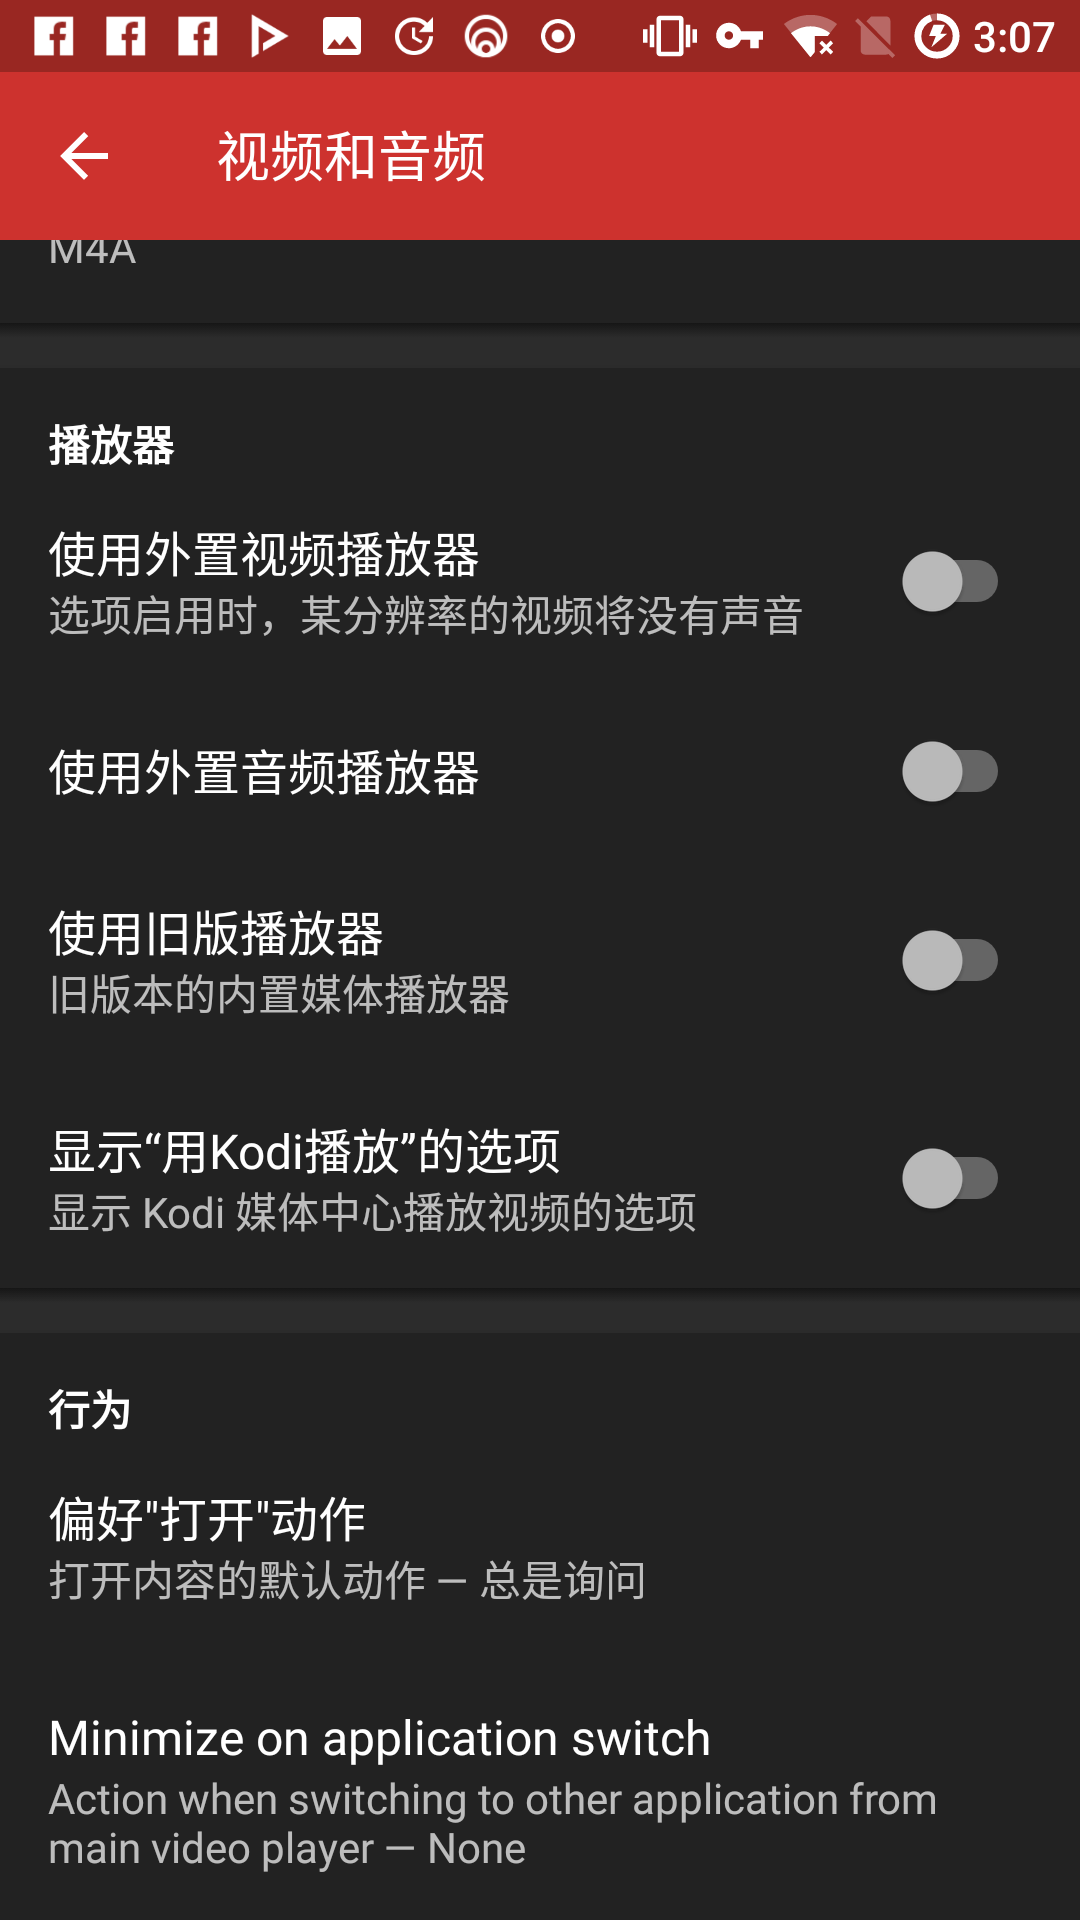 3:07
视频和音频
M4A
播放器
使用外置视频播放器
选项启用时，某分辨率的视频将没有声音
使用外置音频播放器
使用旧版播放器
旧版本的内置媒体播放器
显示“用Kodi播放”的选项
显示 Kodi 媒体中心播放视频的选项
行为
偏好"打开"动作
打开内容的默认动作 — 总是询问
Minimize on application switch
Action when switching to other application from
main video player — None